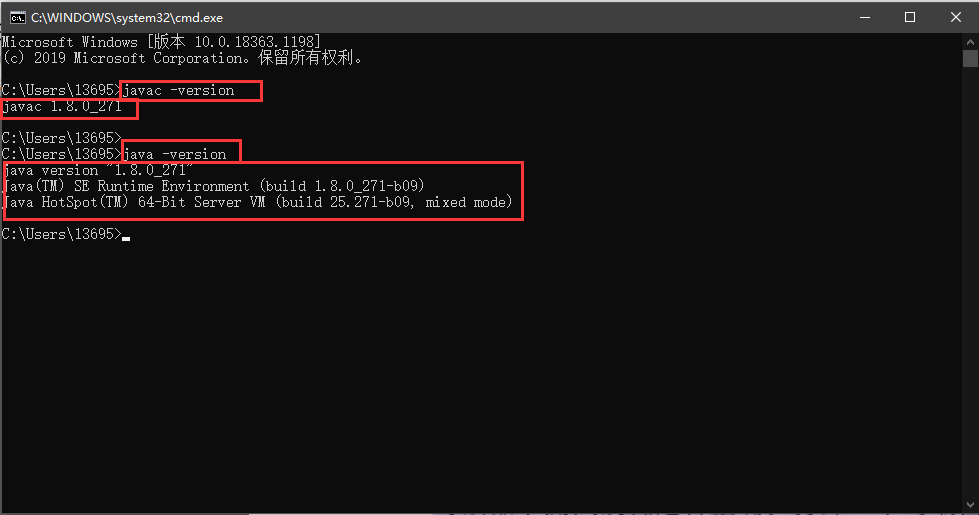 C:\WINDOWS\system32\cmd.exe
Microsoft Windows [版本 10.0.18363.1198]
(c) 2019 Microsoft Corporation。保留所有权利。
C:\Users\13695>javac -version
javac 1.8.0_271
C:\Users\13695>
C:\Users\13695>java -version
java version "1.8.0_271"
Java(TM) SE Runtime Environment (build 1.8.0_271-b09)
Java HotSpot(TM) 64-Bit Server VM (build 25.271-b09, mixed mode)
C:\Users\13695>